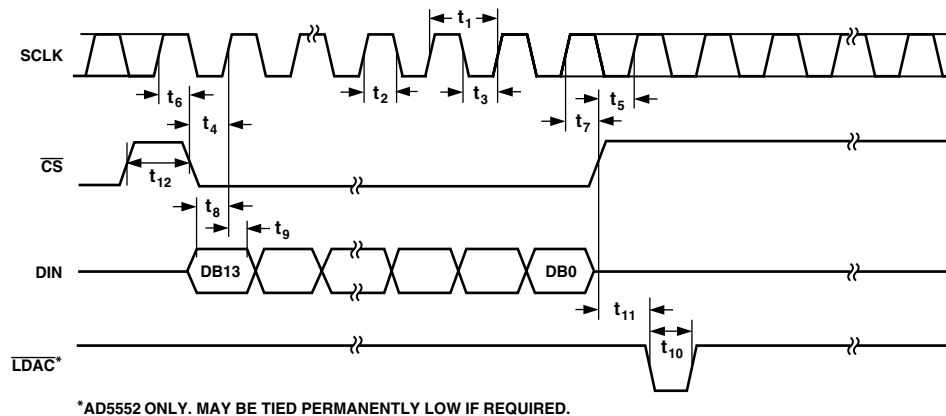 t1
SCLK
t6
t2
t3
t5
t4
t7
CS
t12
t8
t9
DIN
DB13
DB0
t11
LDAC*
t10
*AD5552 ONLY. MAY BE TIED PERMANENTLY LOW IF REQUIRED.